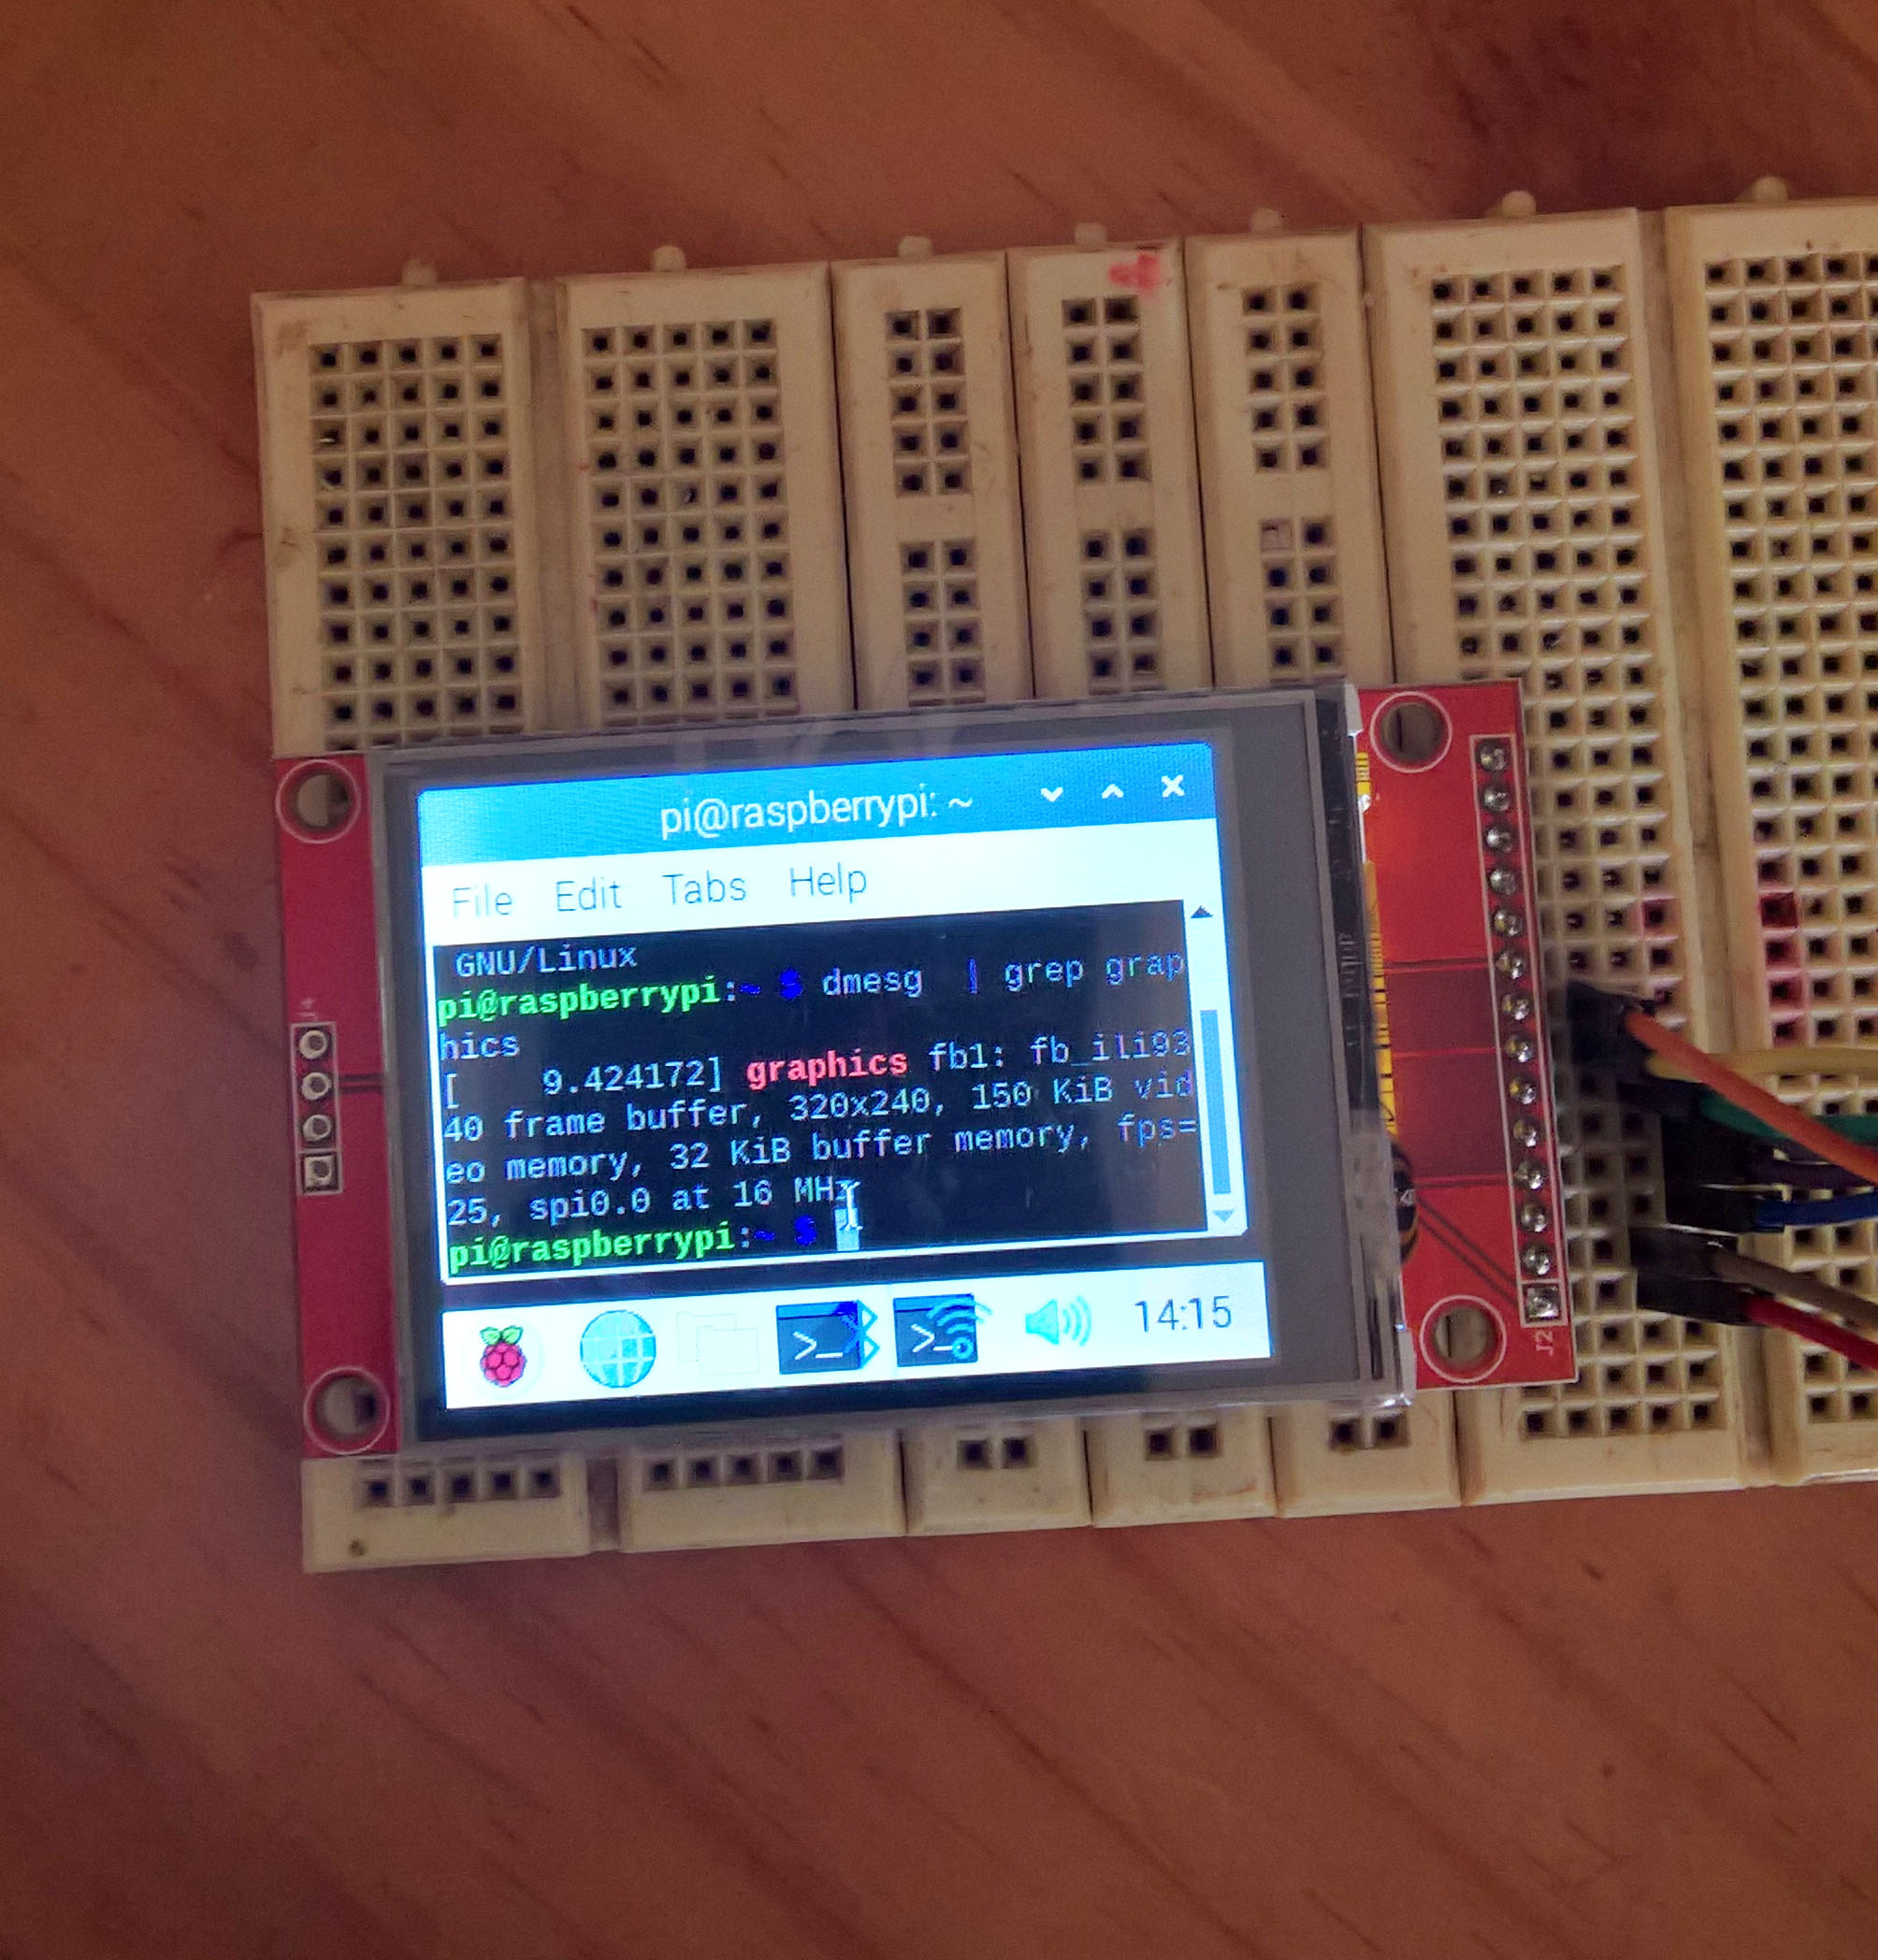 pi@raspberrypi: ~
File Edit Tabs Help
GNU/Linux
pi@raspberrypi:~ $ dmesg | grep grap
hics
[ 9.424172] graphics fb1: fb_ili93
40 frame buffer, 320x240, 150 KiB vid
eo memory, 32 KiB buffer memory, fps=
25, spi0.0 at 16 MHz
pi@raspberrypi:~ $
>_ >_ 14:15
J4
J2